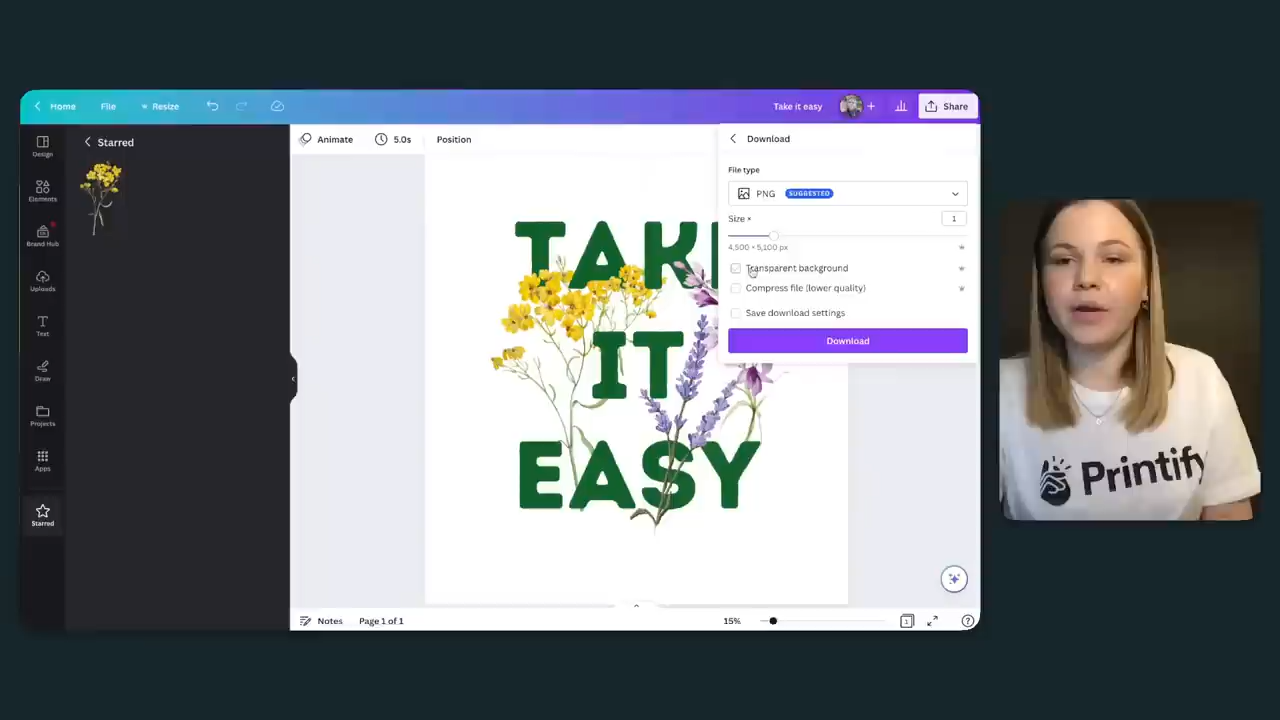 Home
File
Resize
Take it easy
Share
Design
Elements
Brand Hub
Uploads
Text
Draw
Projects
Apps
Starred
Starred
Animate
5.0s
Position
TAK
IT
EASY
Download
File type
PNG SUGGESTED
Size ×
1
4,500 × 5,100 px
Transparent background
Compress file (lower quality)
Save download settings
Download
Notes
Page 1 of 1
15%
1
Printify